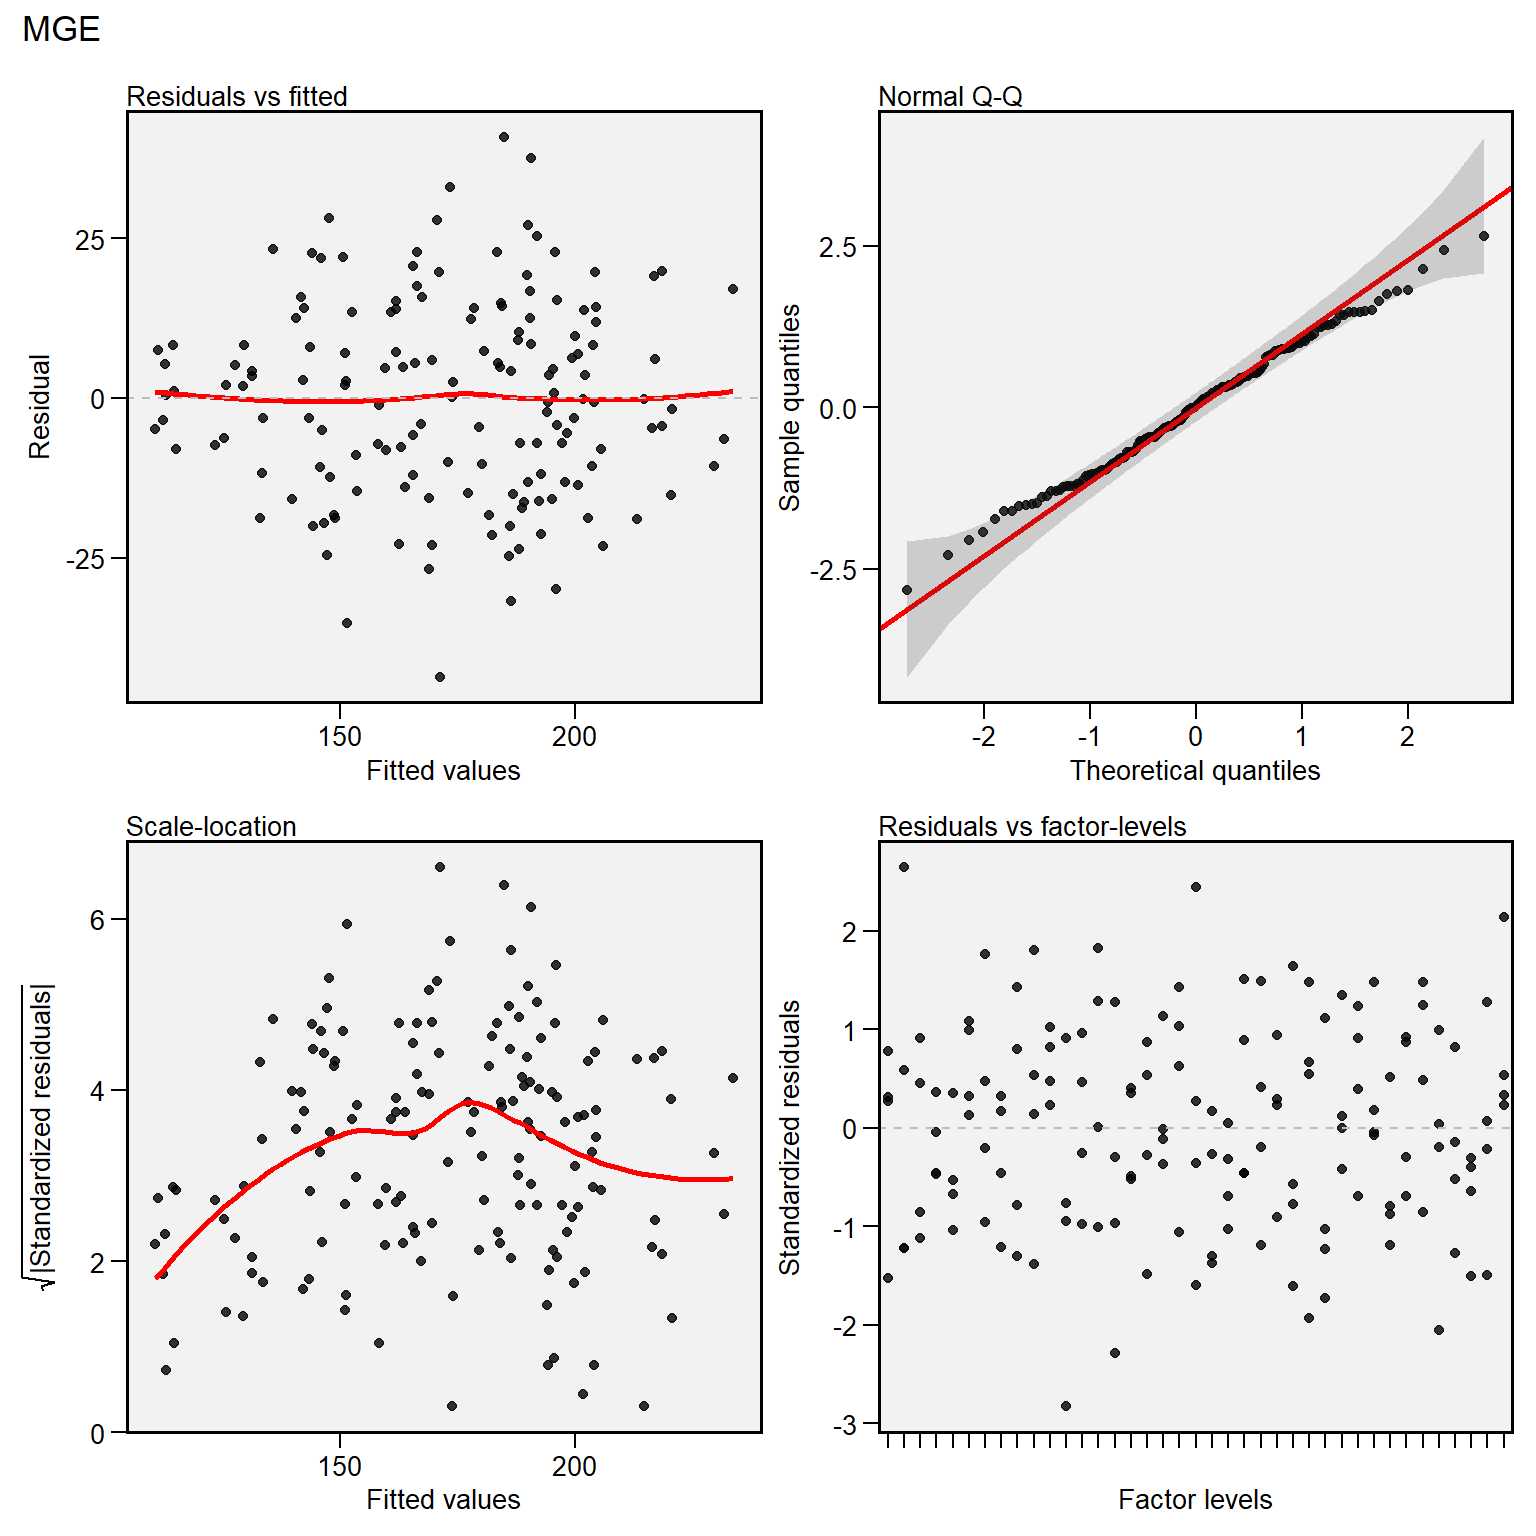 MGE
Residuals vs fitted
Residual
25
0
-25
150
200
Fitted values
Normal Q-Q
Sample quantiles
2.5
0.0
-2.5
-2
-1
0
1
2
Theoretical quantiles
Scale-location
√|Standardized residuals|
6
4
2
0
150
200
Fitted values
Residuals vs factor-levels
Standardized residuals
2
1
0
-1
-2
-3
Factor levels